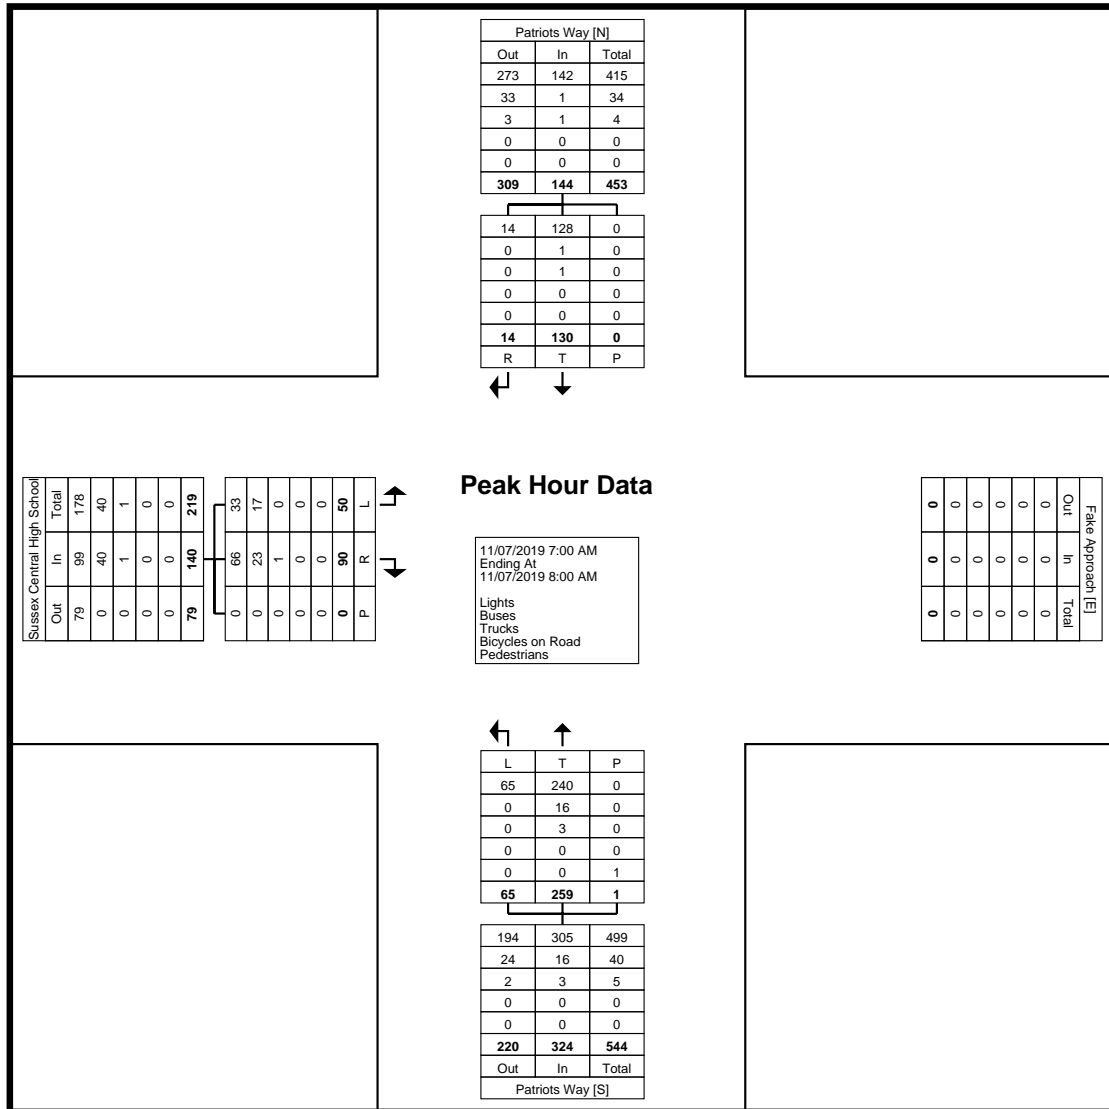 Patriots Way [N]
Out In Total
273 142 415
33 1 34
3 1 4
0 0 0
0 0 0
309 144 453
14 128 0
0 1 0
0 1 0
0 0 0
0 0 0
14 130 0
R T P
Sussex Central High School
Out In Total
79 99 178
0 40 40
0 1 1
0 0 0
0 0 0
79 140 219
0 66 33
0 23 17
0 1 0
0 0 0
0 0 0
0 90 50
P R L
Peak Hour Data
11/07/2019 7:00 AM
Ending At
11/07/2019 8:00 AM
Lights
Buses
Trucks
Bicycles on Road
Pedestrians
Fake Approach [E]
Out In Total
0 0 0
0 0 0
0 0 0
0 0 0
0 0 0
0 0 0
L T P
65 240 0
0 16 0
0 3 0
0 0 0
0 0 1
65 259 1
194 305 499
24 16 40
2 3 5
0 0 0
0 0 0
220 324 544
Out In Total
Patriots Way [S]